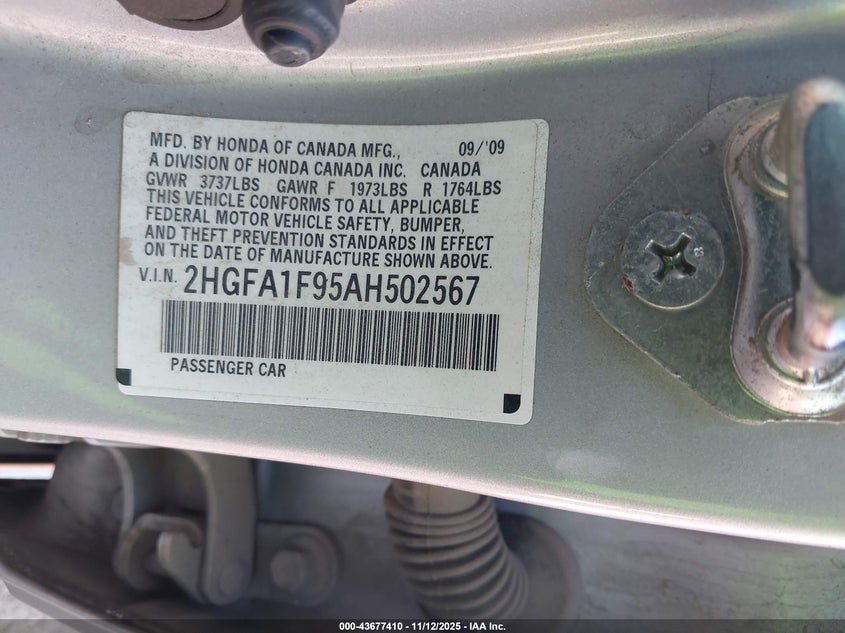 MFD. BY HONDA OF CANADA MFG., 09/'09
A DIVISION OF HONDA CANADA INC. CANADA
GVWR 3737LBS GAWR F 1973LBS R 1764LBS
THIS VEHICLE CONFORMS TO ALL APPLICABLE
FEDERAL MOTOR VEHICLE SAFETY, BUMPER,
AND THEFT PREVENTION STANDARDS IN EFFECT
ON THE DATE OF MANUFACTURE SHOWN ABOVE.
V.I.N. 2HGFA1F95AH502567
PASSENGER CAR
000-43677410 - 11/12/2025 - IAA Inc.